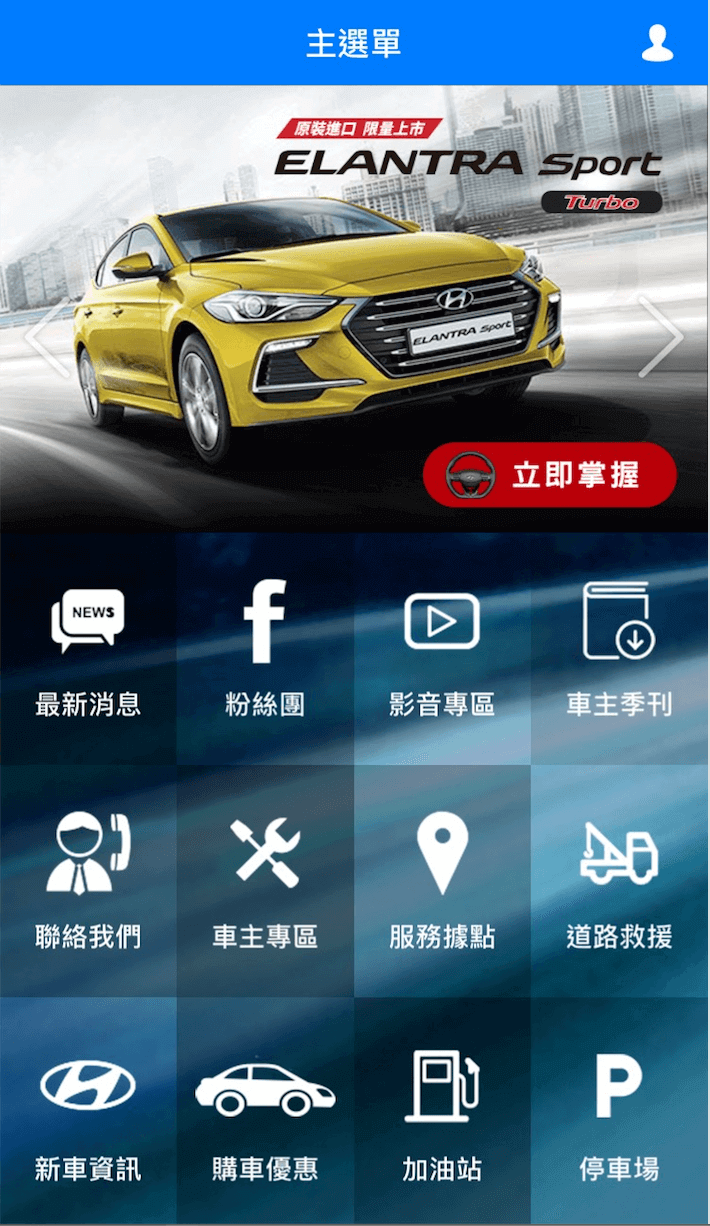 主選單
原裝進口 限量上市
ELANTRA Sport
Turbo
ELANTRA Sport
立即掌握
NEWS
最新消息
粉絲團
影音專區
車主季刊
聯絡我們
車主專區
服務據點
道路救援
新車資訊
購車優惠
加油站
P
停車場